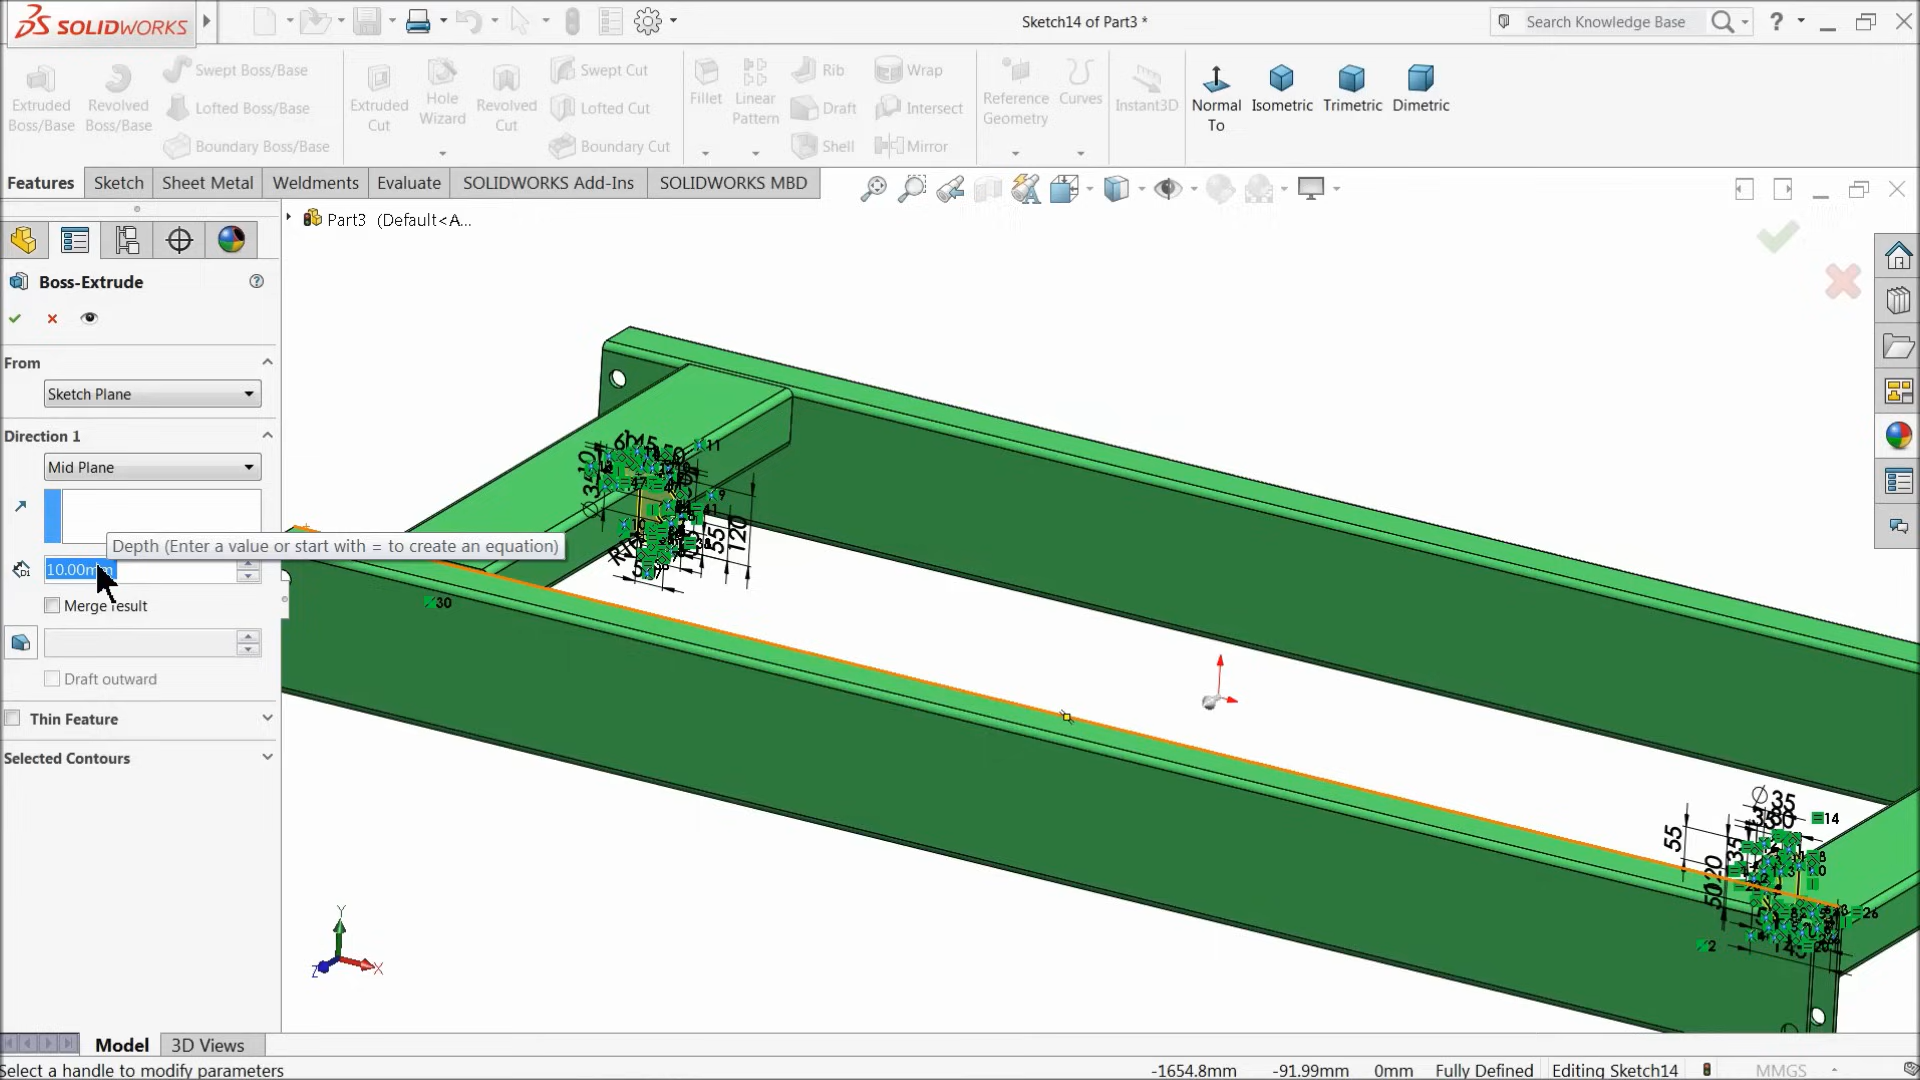 SOLIDWORKS
Sketch14 of Part3 *
Search Knowledge Base
?
Extruded Boss/Base
Revolved Boss/Base
Swept Boss/Base
Lofted Boss/Base
Boundary Boss/Base
Extruded Cut
Hole Wizard
Revolved Cut
Swept Cut
Lofted Cut
Boundary Cut
Fillet
Linear Pattern
Rib
Draft
Shell
Wrap
Intersect
Mirror
Reference Geometry
Curves
Instant3D
Normal To
Isometric
Trimetric
Dimetric
Features
Sketch
Sheet Metal
Weldments
Evaluate
SOLIDWORKS Add-Ins
SOLIDWORKS MBD
Part3 (Default<A...
Boss-Extrude
From
Sketch Plane
Direction 1
Mid Plane
Depth (Enter a value or start with = to create an equation)
Merge result
Draft outward
Thin Feature
Selected Contours
11
9
55
120
30
∅ 35
14
55
26
2
Y
Z
X
Model
3D Views
Select a handle to modify parameters
-1654.8mm
-91.99mm
0mm
Fully Defined
Editing Sketch14
MMGS